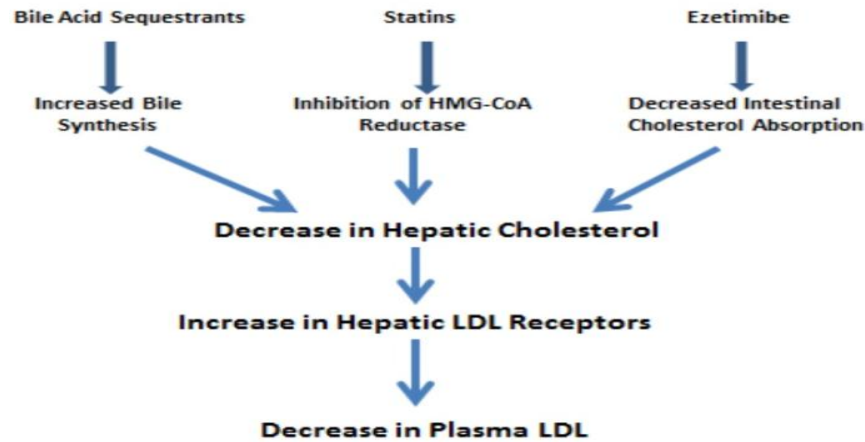 Bile Acid Sequestrants
Statins
Ezetimibe
Increased Bile
Synthesis
Inhibition of HMG-CoA
Reductase
Decreased Intestinal
Cholesterol Absorption
Decrease in Hepatic Cholesterol
Increase in Hepatic LDL Receptors
Decrease in Plasma LDL